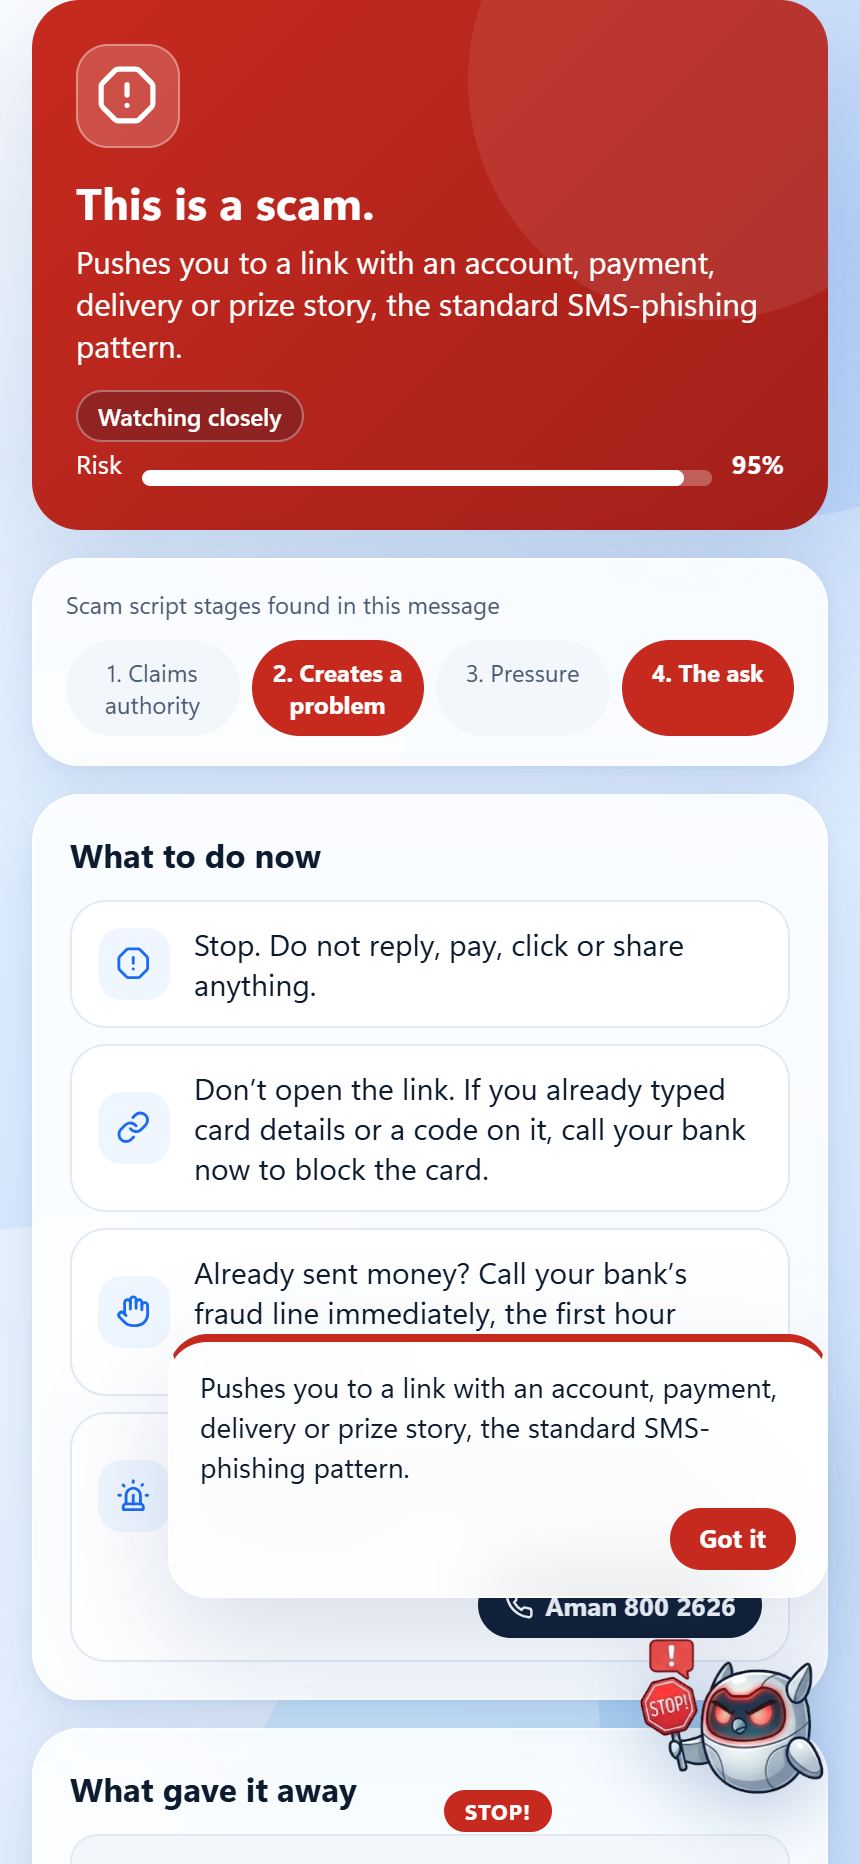 This is a scam.
Pushes you to a link with an account, payment,
delivery or prize story, the standard SMS-phishing
pattern.
Watching closely
Risk 95%
Scam script stages found in this message
1. Claims
authority
2. Creates a
problem
3. Pressure
4. The ask
What to do now
Stop. Do not reply, pay, click or share
anything.
Don’t open the link. If you already typed
card details or a code on it, call your bank
now to block the card.
Already sent money? Call your bank’s
fraud line immediately, the first hour
Pushes you to a link with an account, payment,
delivery or prize story, the standard SMS-
phishing pattern.
Got it
Aman 800 2626
!
STOP!
What gave it away
STOP!